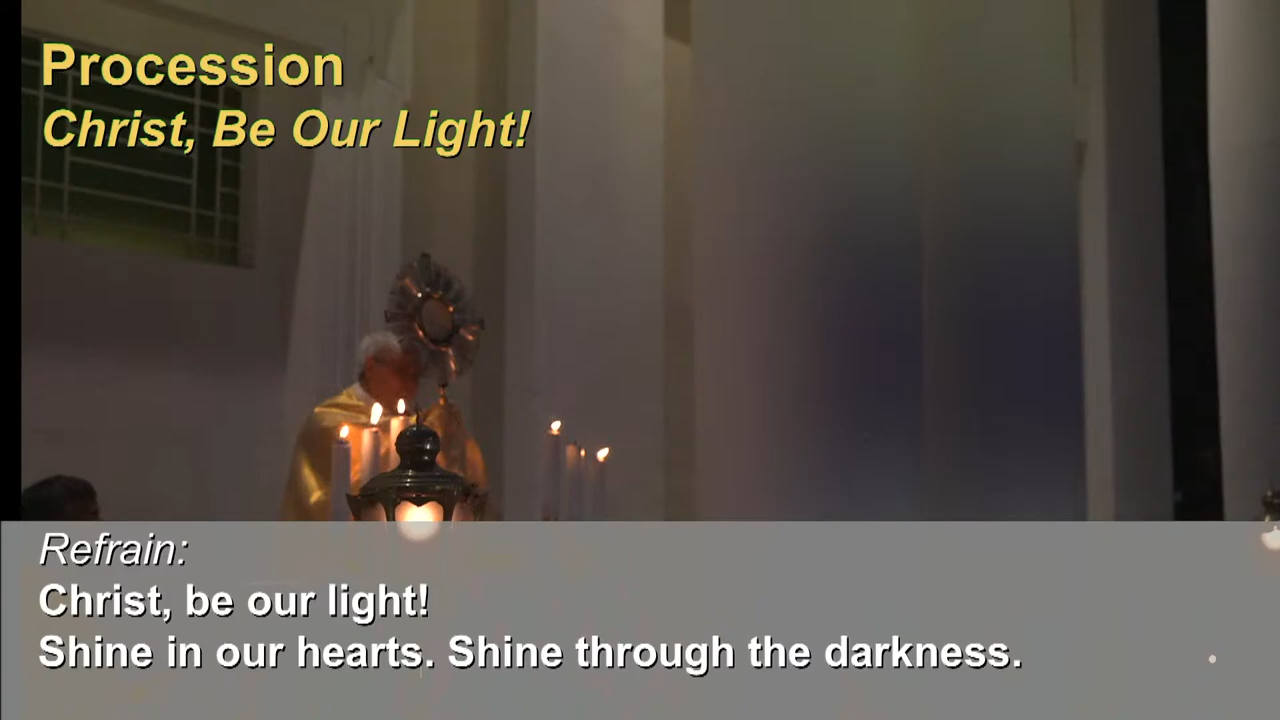 Procession
Christ, Be Our Light!
Refrain:
Christ, be our light!
Shine in our hearts. Shine through the darkness.